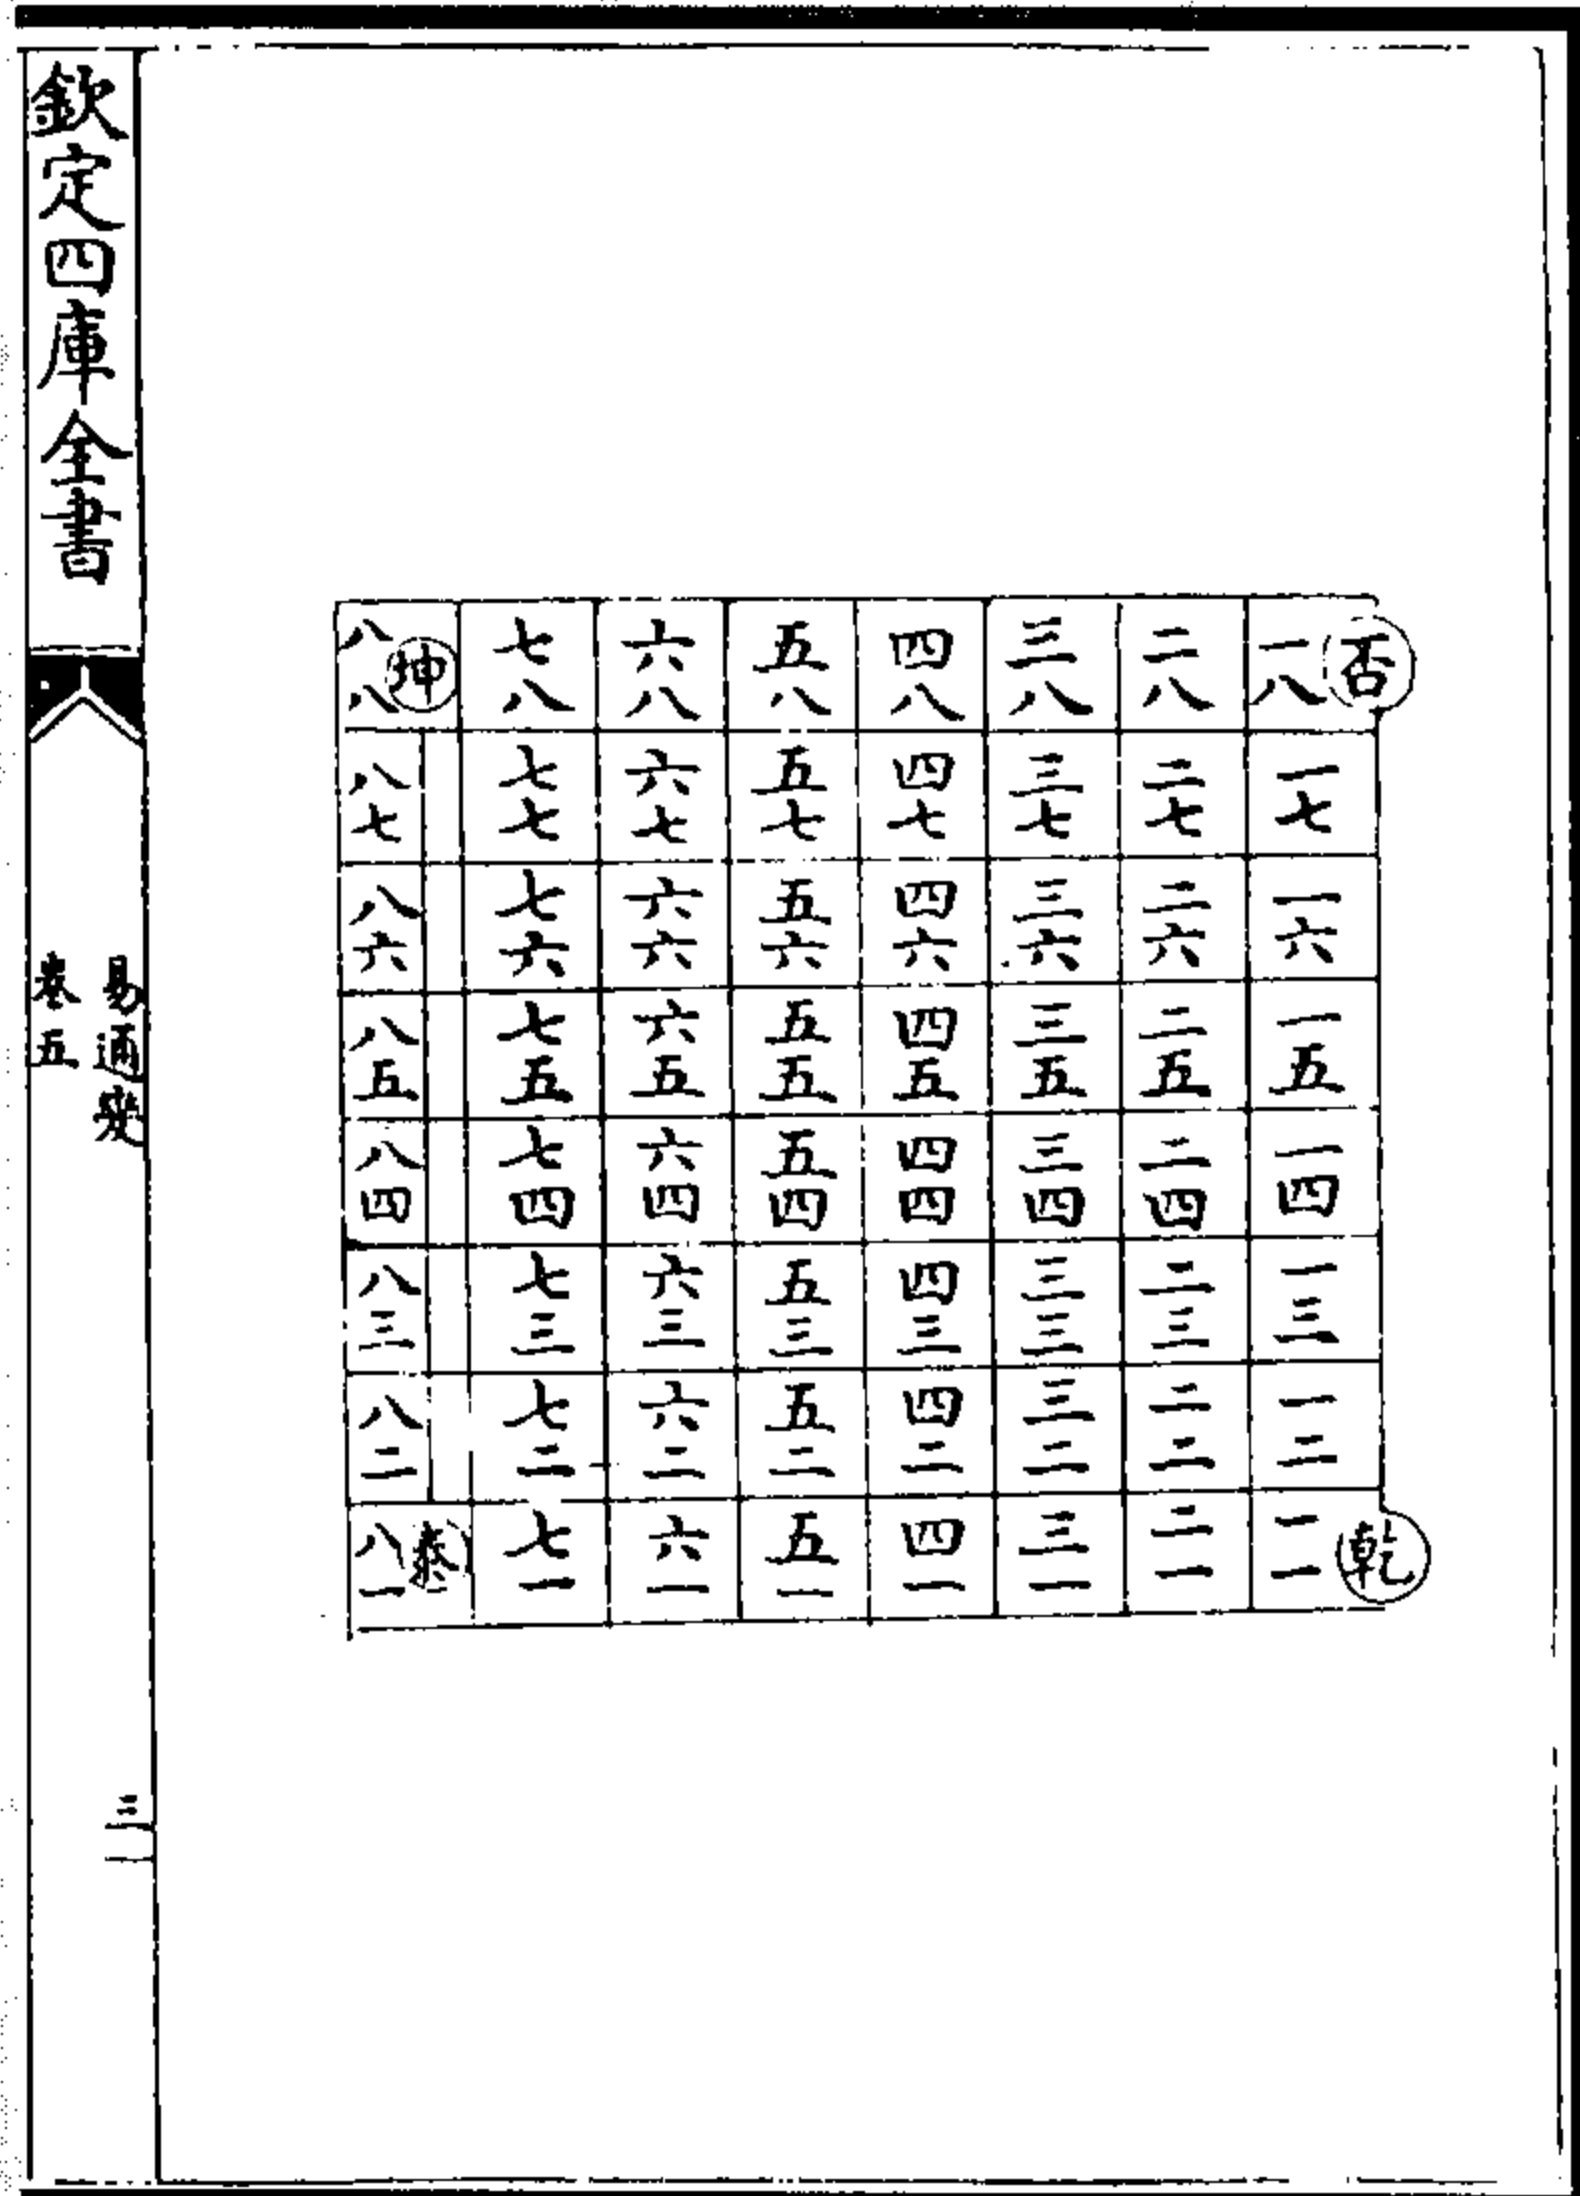 否
一八 一七 一六 一五 一四 一三 一二 一一
乾
二八 二七 二六 二五 二四 二三 二二 二一
三八 三七 三六 三五 三四 三三 三二 三一
四八 四七 四六 四五 四四 四三 四二 四一
五八 五七 五六 五五 五四 五三 五二 五一
六八 六七 六六 六五 六四 六三 六二 六一
七八 七七 七六 七五 七四 七三 七二 七一
坤
八八 八七 八六 八五 八四 八三 八二 八一
泰
欽定四庫全書
易通變
卷五